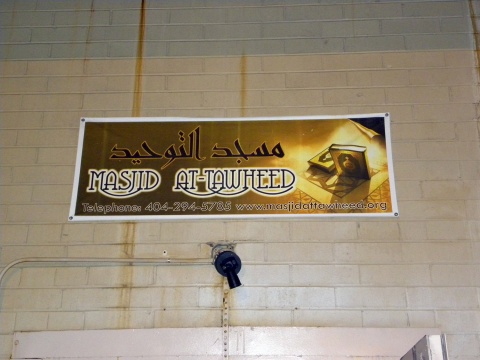 مسجد التوحيد
MASJID AT-TAWHEED
Telephone: 404-294-5785 www.masjidattawheed.org